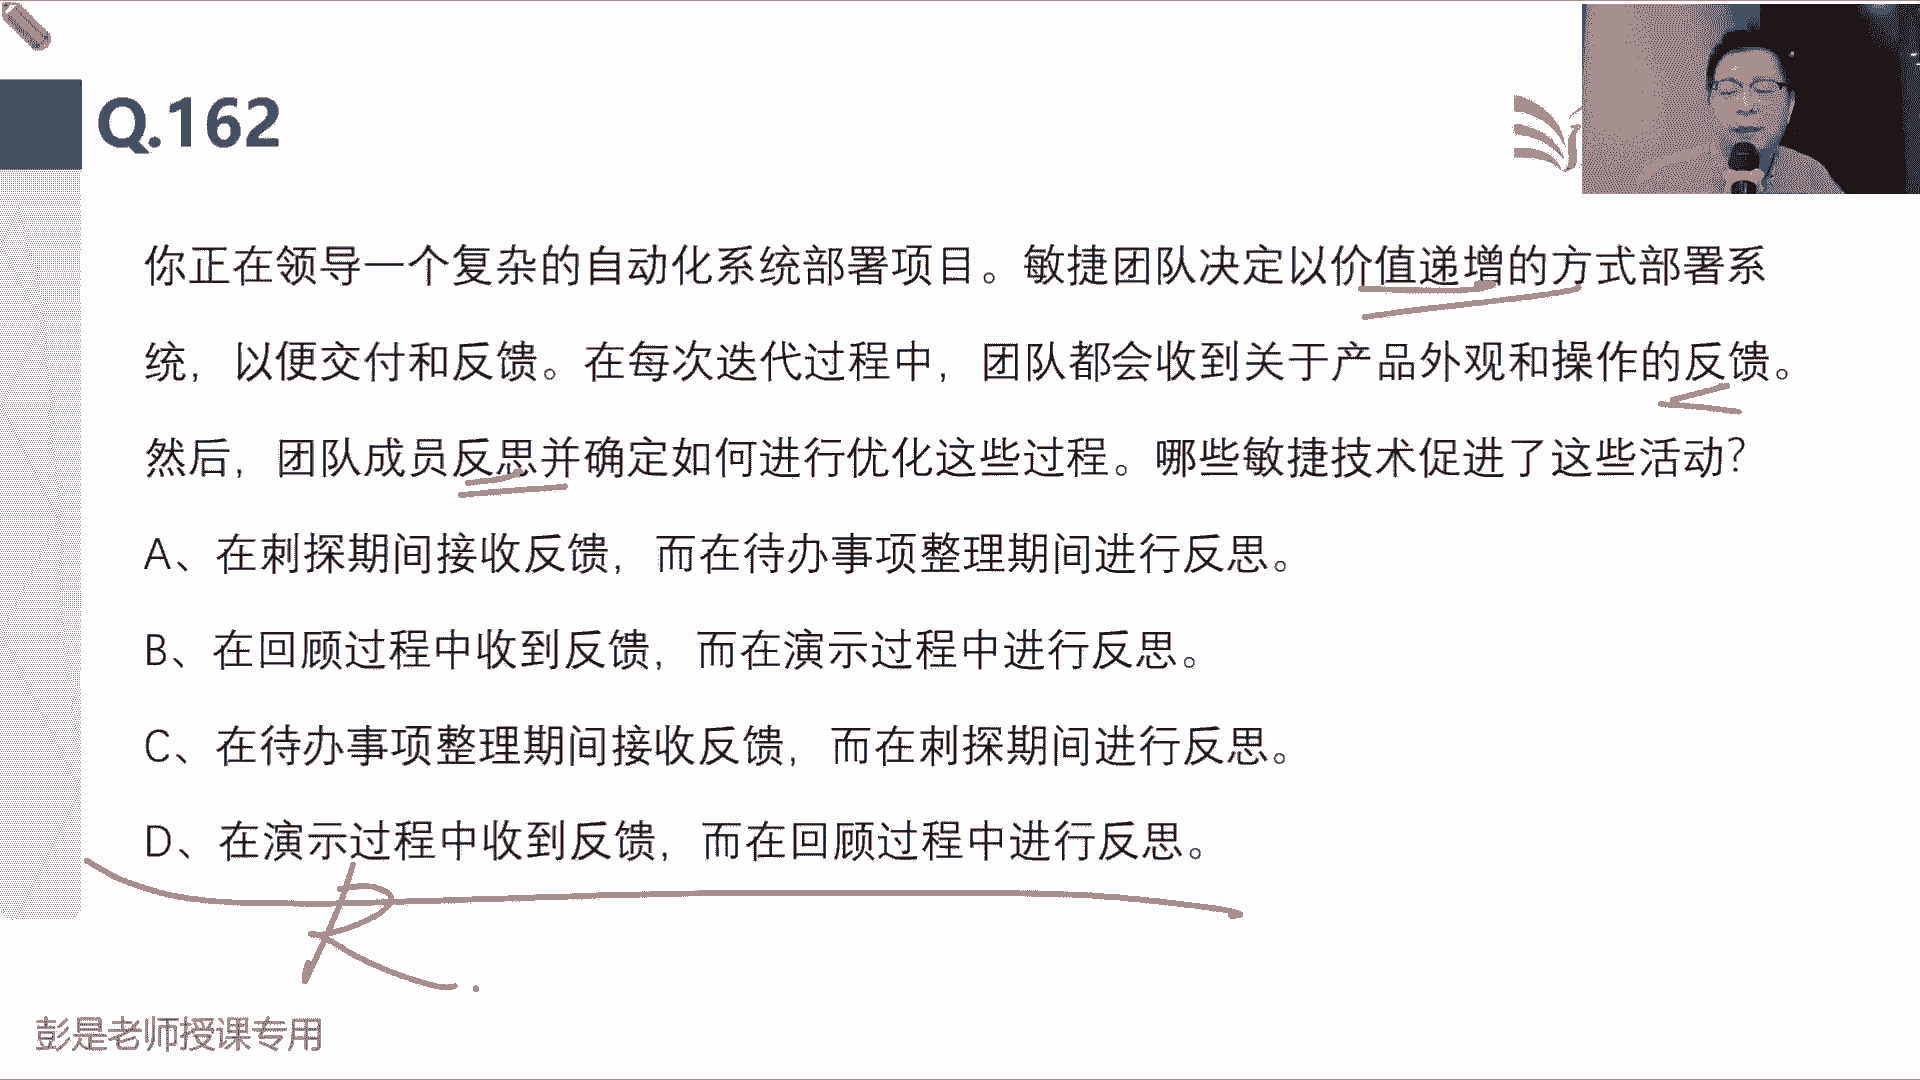 Q.162
你正在领导一个复杂的自动化系统部署项目。敏捷团队决定以价值递增的方式部署系
统，以便交付和反馈。在每次迭代过程中，团队都会收到关于产品外观和操作的反馈。
然后，团队成员反思并确定如何进行优化这些过程。哪些敏捷技术促进了这些活动？
A、在刺探期间接收反馈，而在待办事项整理期间进行反思。
B、在回顾过程中收到反馈，而在演示过程中进行反思。
C、在待办事项整理期间接收反馈，而在刺探期间进行反思。
D、在演示过程中收到反馈，而在回顾过程中进行反思。
R.
彭是老师授课专用